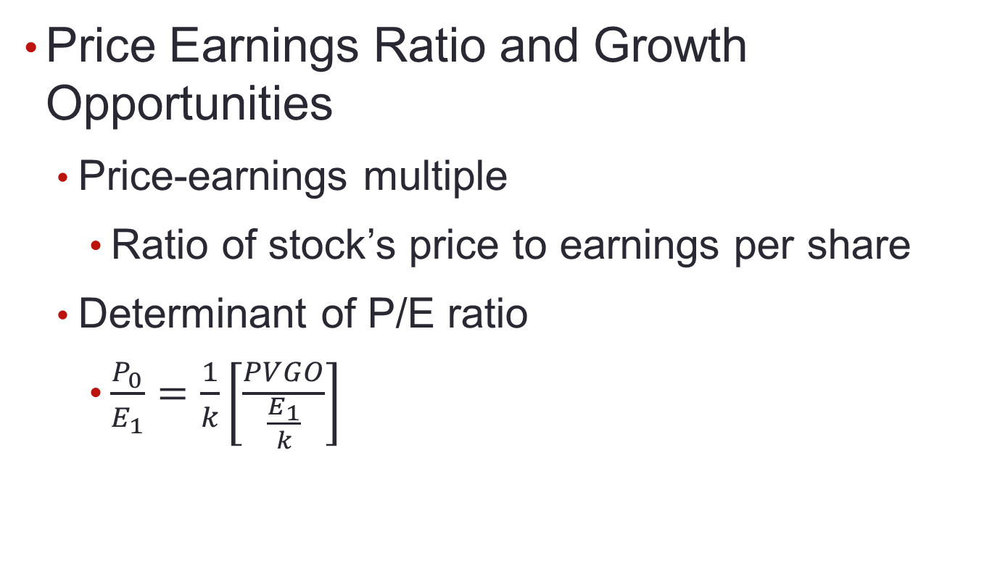 • Price Earnings Ratio and Growth
Opportunities
• Price-earnings multiple
• Ratio of stock’s price to earnings per share
• Determinant of P/E ratio
• \frac{P_0}{E_1} = \frac{1}{k} \left[ \frac{PVGO}{\frac{E_1}{k}} \right]